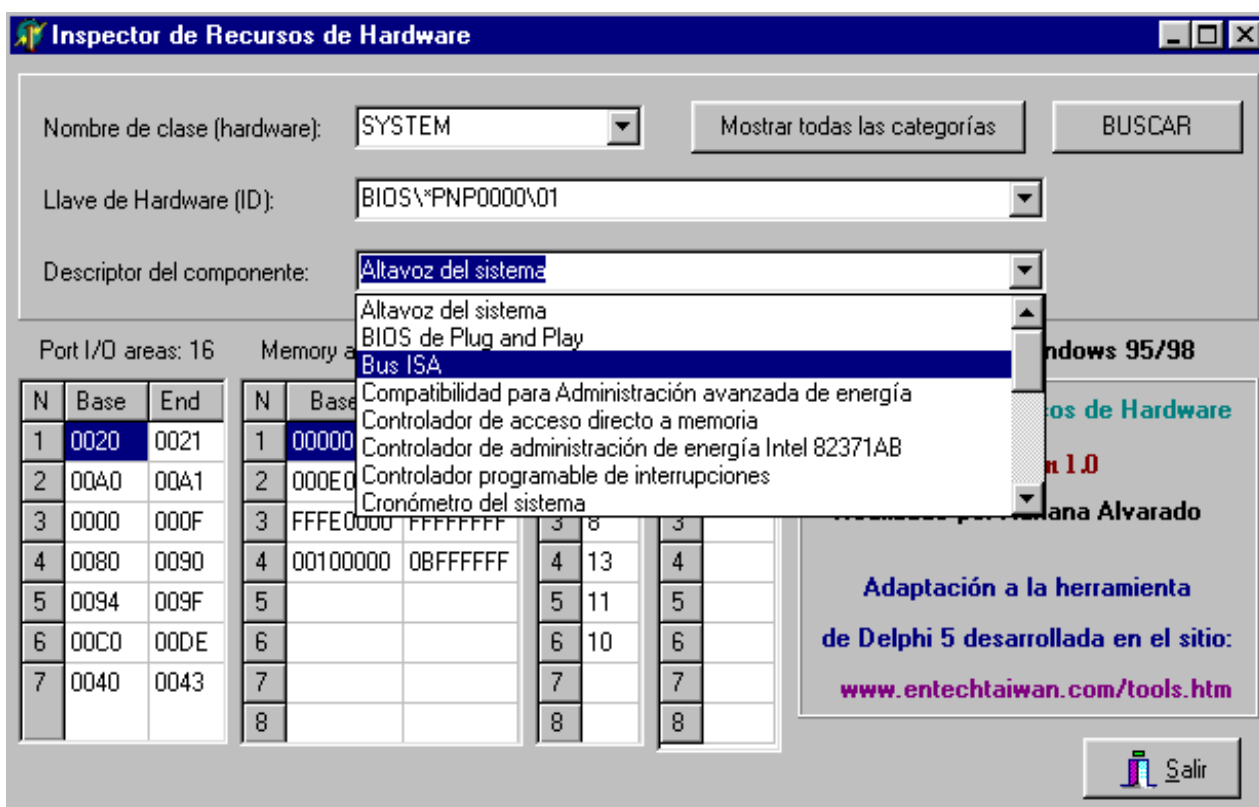 Inspector de Recursos de Hardware
Nombre de clase (hardware): SYSTEM Mostrar todas las categorías BUSCAR
Llave de Hardware (ID): BIOS\*PNP0000\01
Descriptor del componente: Altavoz del sistema
Altavoz del sistema
BIOS de Plug and Play
Bus ISA
Compatibilidad para Administración avanzada de energía
Controlador de acceso directo a memoria
Controlador de administración de energía Intel 82371AB
Controlador programable de interrupciones
Cronómetro del sistema
Port I/O areas: 16 Memory 95/98
N Base End N Base de Hardware
1 0020 0021 1 1.0
2 00A0 00A1 2
3 0000 000F 3 FFFE0000 FFFFFFFF 3 8 3 Alvarado
4 0080 0090 4 00100000 0BFFFFFF 4 13 4
5 0094 009F 5 5 11 5
6 00C0 00DE 6 6 10 6
7 0040 0043 7 7 7
8 8 8
Adaptación a la herramienta
de Delphi 5 desarrollada en el sitio:
www.entechtaiwan.com/tools.htm
Salir